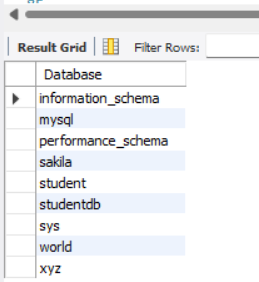 Result Grid Filter Rows:
Database
information_schema
mysql
performance_schema
sakila
student
studentdb
sys
world
xyz